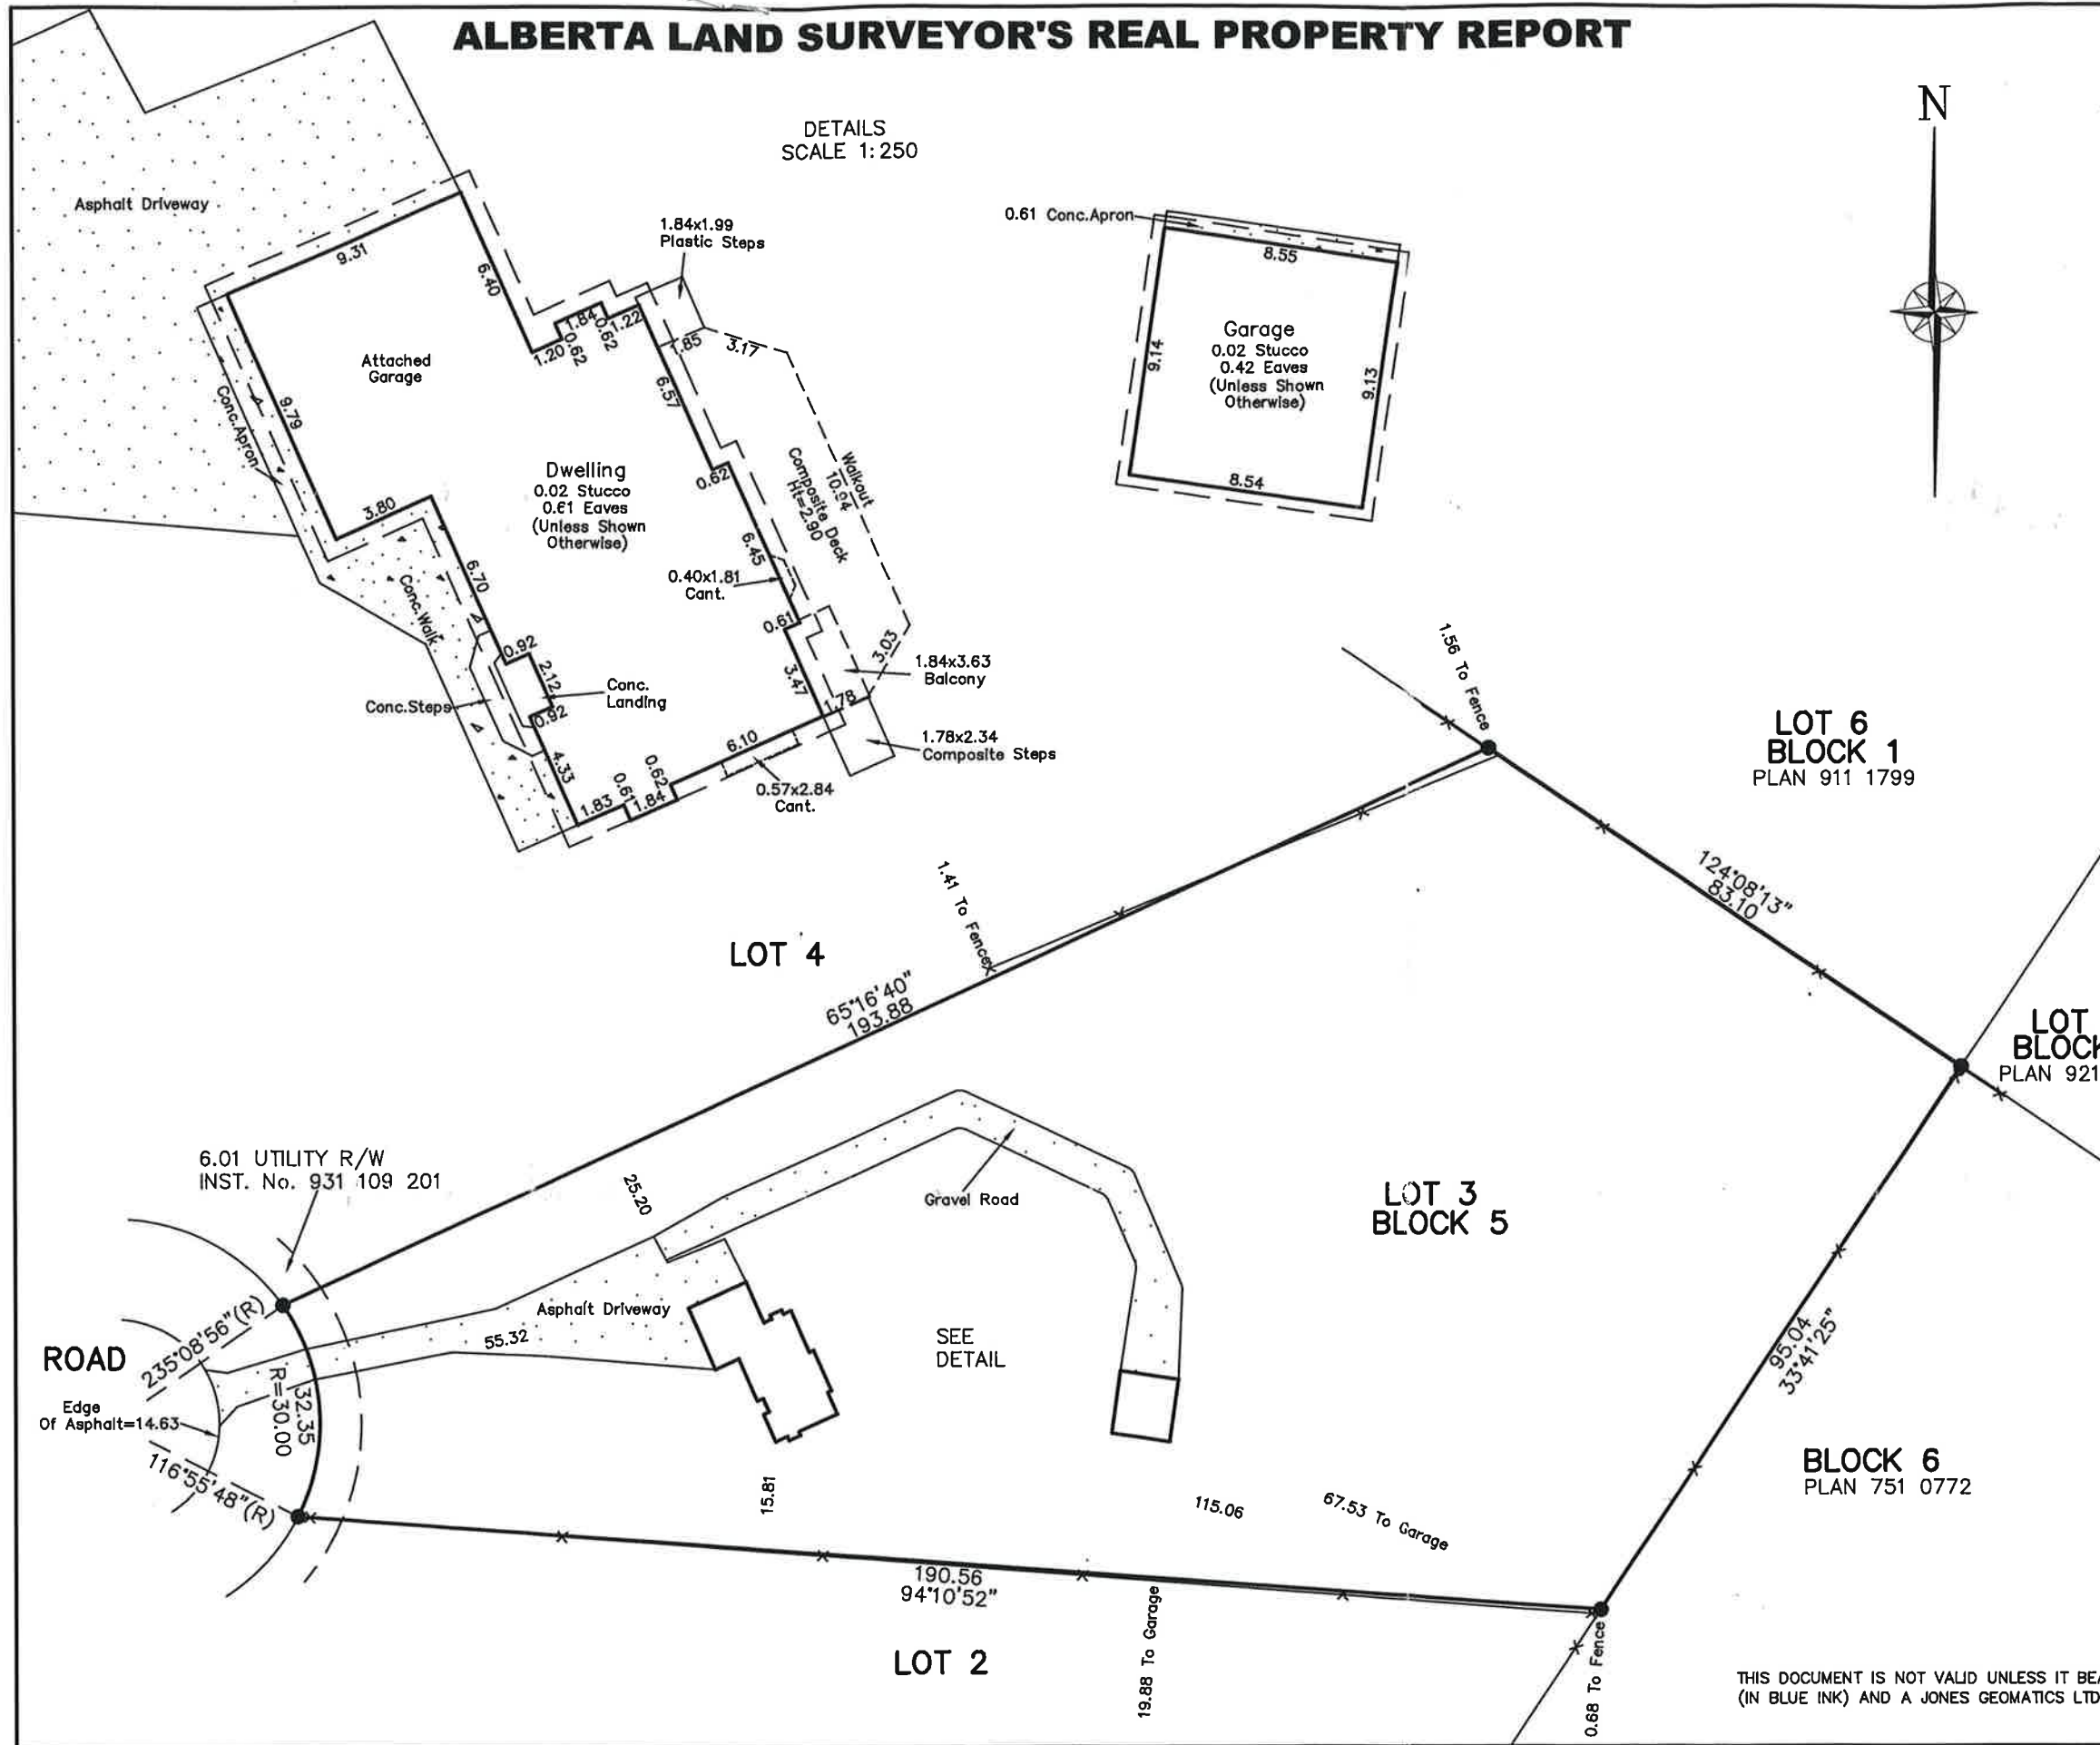 ALBERTA LAND SURVEYOR'S REAL PROPERTY REPORT
DETAILS
SCALE 1:250
N
Asphalt Driveway
9.31
6.40
1.84x1.99
Plastic Steps
0.61 Conc.Apron
8.55
Garage
0.02 Stucco
0.42 Eaves
(Unless Shown
Otherwise)
9.14
9.13
8.54
Attached
Garage
1.20
0.62
1.84
0.62
1.22
1.85
3.17
6.57
9.79
Conc.Apron
3.80
Dwelling
0.02 Stucco
0.61 Eaves
(Unless Shown
Otherwise)
0.62
Walkout
10.94
Composite Deck
Ht=2.90
6.45
0.40x1.81
Cant.
0.61
3.03
3.47
1.84x3.63
Balcony
6.70
Conc.Walk
0.92
2.12
Conc.
Landing
Conc.Steps
0.92
1.78
1.78x2.34
Composite Steps
4.33
6.10
0.62
0.61
1.83
1.84
0.57x2.84
Cant.
1.56 To Fence
LOT 6
BLOCK 1
PLAN 911 1799
124°08'13"
83.10
1.41 To Fence
LOT 4
65°16'40"
193.88
LOT
BLOCK
PLAN 921
6.01 UTILITY R/W
INST. No. 931 109 201
25.20
Gravel Road
LOT 3
BLOCK 5
Asphalt Driveway
55.32
SEE
DETAIL
ROAD
235°08'56"(R)
Edge
Of Asphalt=14.63
32.35
R=30.00
116°55'48"(R)
95.04
33°41'25"
BLOCK 6
PLAN 751 0772
15.81
115.06
67.53 To Garage
190.56
94°10'52"
19.88 To Garage
LOT 2
0.68 To Fence
THIS DOCUMENT IS NOT VALID UNLESS IT BEA
(IN BLUE INK) AND A JONES GEOMATICS LTD